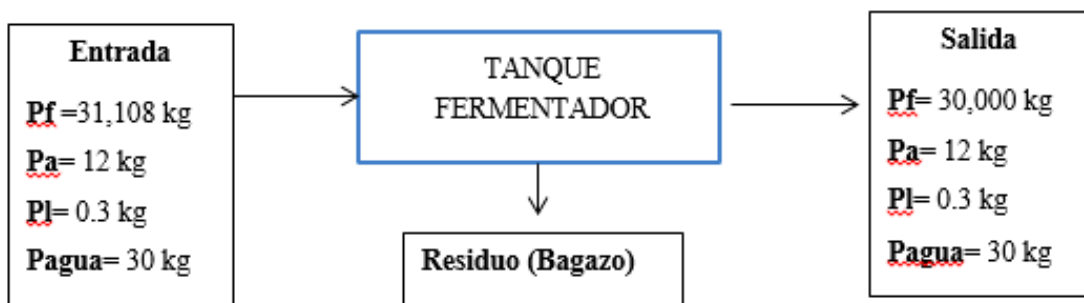 Entrada
Pf =31,108 kg
Pa= 12 kg
Pl= 0.3 kg
Pagua= 30 kg
TANQUE
FERMENTADOR
Residuo (Bagazo)
Salida
Pf= 30,000 kg
Pa= 12 kg
Pl= 0.3 kg
Pagua= 30 kg